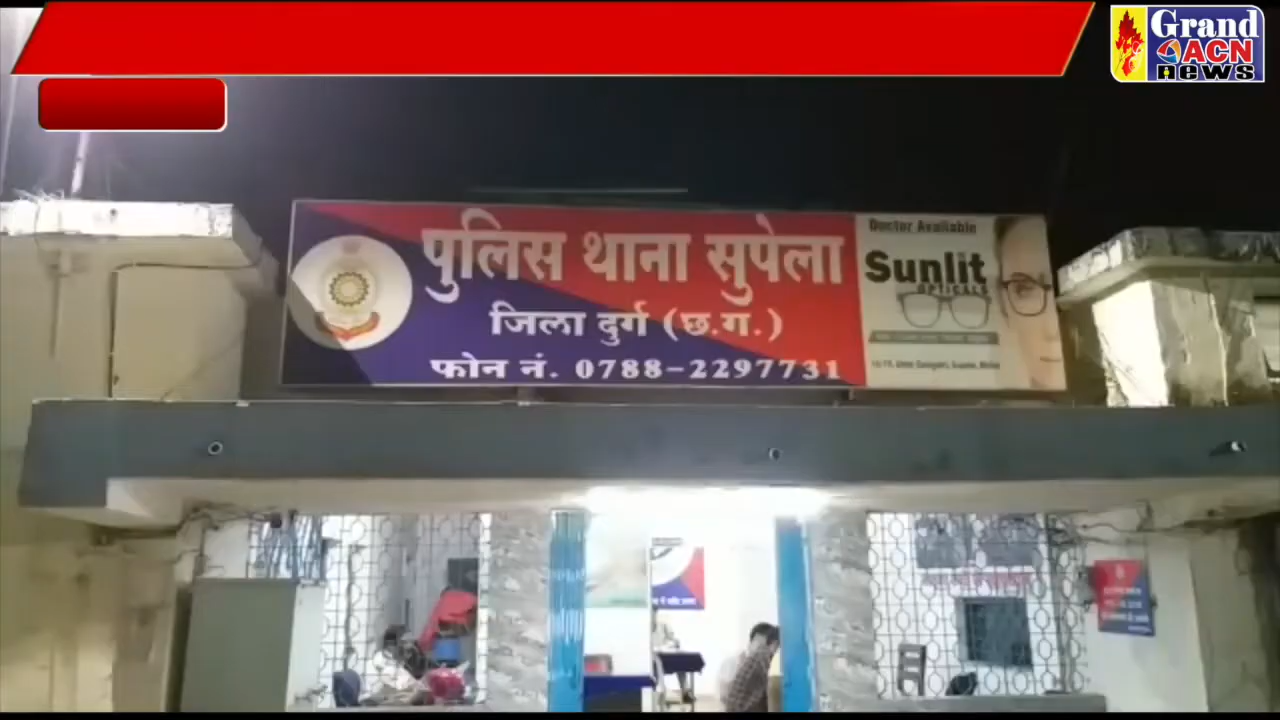 Grand
ACN
news
पुलिस थाना सुपेला
जिला दुर्ग (छ.ग.)
फोन नं. 0788-2297731
Doctor Available
Sunlit
OPTICALS